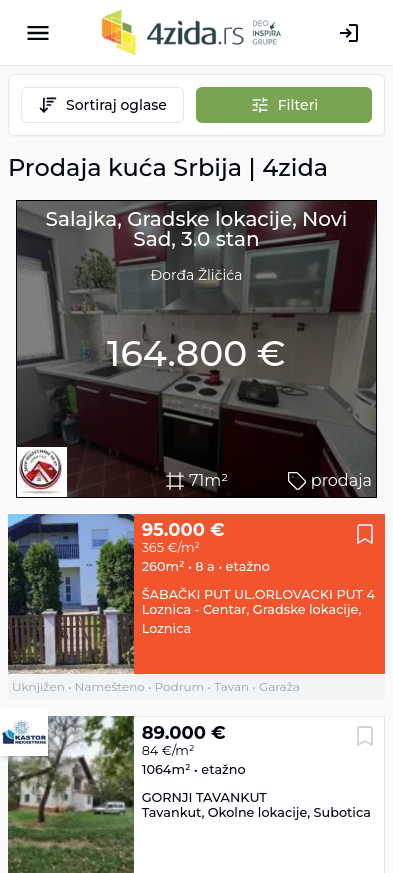 4zida.rs
DEO
INSPIRA
GRUPE
Sortiraj oglase
Filteri
Prodaja kuća Srbija | 4zida
Salajka, Gradske lokacije, Novi
Sad, 3.0 stan
Đorđa Žličića
164.800 €
71m²
prodaja
95.000 €
365 €/m²
260m² • 8 a • etažno
ŠABAČKI PUT UL.ORLOVACKI PUT 4
Loznica - Centar, Gradske lokacije,
Loznica
Uknjižen • Namešteno • Podrum • Tavan • Garaža
KASTOR
NEKRETNINE
89.000 €
84 €/m²
1064m² • etažno
GORNJI TAVANKUT
Tavankut, Okolne lokacije, Subotica